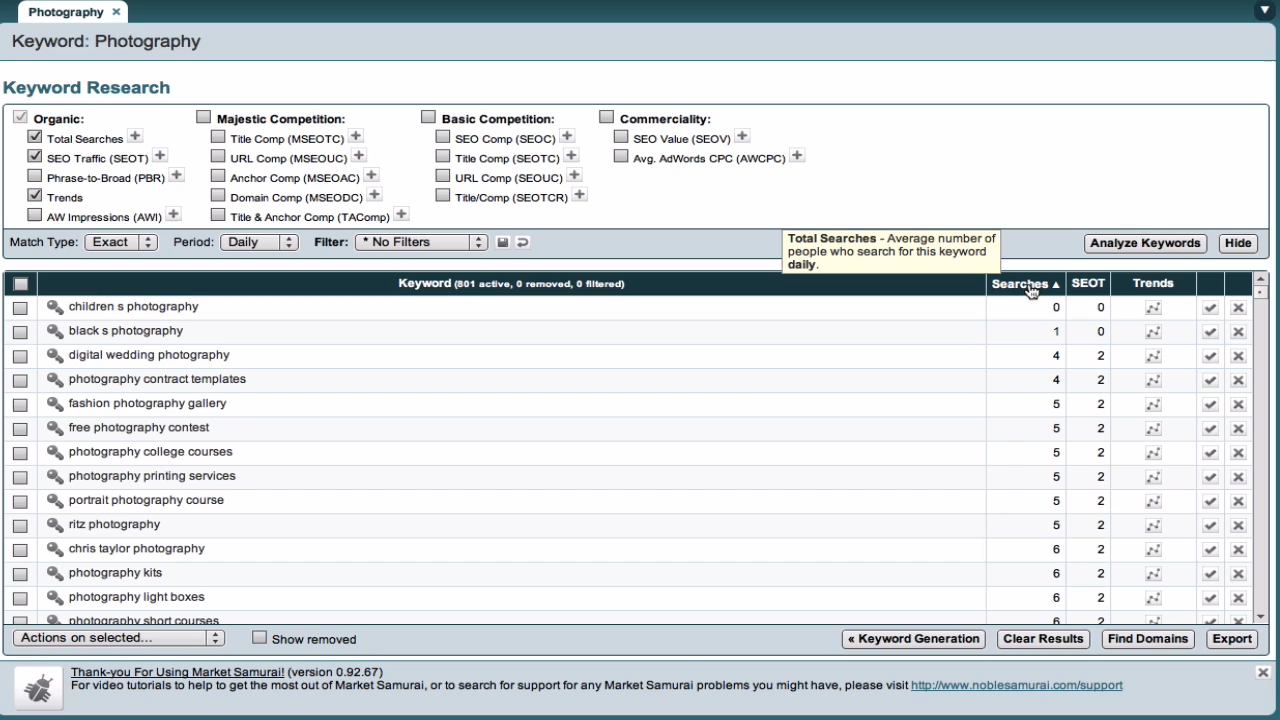 Photography
Keyword: Photography
Keyword Research
Organic:
Total Searches
SEO Traffic (SEOT)
Phrase-to-Broad (PBR)
Trends
AW Impressions (AWI)
Majestic Competition:
Title Comp (MSEOTC)
URL Comp (MSEOUC)
Anchor Comp (MSEOAC)
Domain Comp (MSEODC)
Title & Anchor Comp (TAComp)
Basic Competition:
SEO Comp (SEOC)
Title Comp (SEOTC)
URL Comp (SEOUC)
Title/Comp (SEOTCR)
Commerciality:
SEO Value (SEOV)
Avg. AdWords CPC (AWCPC)
Match Type: Exact Period: Daily Filter: * No Filters Analyze Keywords Hide
Total Searches - Average number of
people who search for this keyword
daily.
Keyword (801 active, 0 removed, 0 filtered) Searches SEOT Trends
children s photography 0 0
black s photography 1 0
digital wedding photography 4 2
photography contract templates 4 2
fashion photography gallery 5 2
free photography contest 5 2
photography college courses 5 2
photography printing services 5 2
portrait photography course 5 2
ritz photography 5 2
chris taylor photography 6 2
photography kits 6 2
photography light boxes 6 2
photography short courses 6 2
Actions on selected... Show removed « Keyword Generation Clear Results Find Domains Export
Thank-you For Using Market Samurai! (version 0.92.67)
For video tutorials to help to get the most out of Market Samurai, or to search for support for any Market Samurai problems you might have, please visit http://www.noblesamurai.com/support